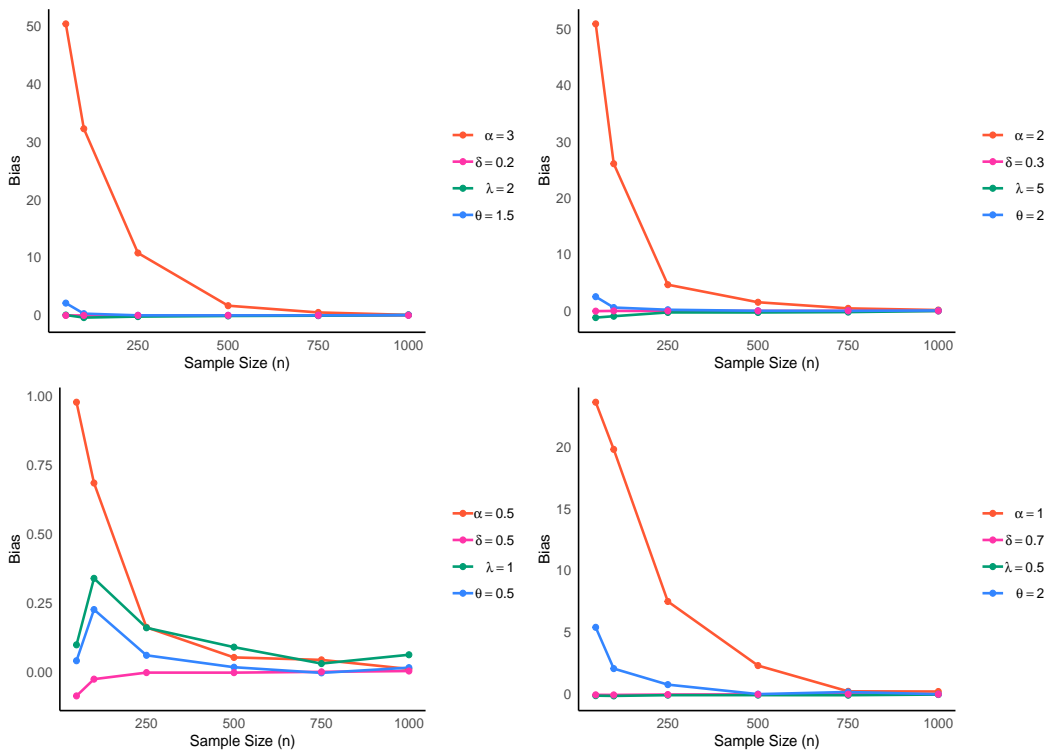 50
40
30
20
10
0
Bias
250 500 750 1000
Sample Size (n)
α = 3
δ = 0.2
λ = 2
θ = 1.5
50
40
30
20
10
0
Bias
250 500 750 1000
Sample Size (n)
α = 2
δ = 0.3
λ = 5
θ = 2
1.00
0.75
0.50
0.25
0.00
Bias
250 500 750 1000
Sample Size (n)
α = 0.5
δ = 0.5
λ = 1
θ = 0.5
20
15
10
5
0
Bias
250 500 750 1000
Sample Size (n)
α = 1
δ = 0.7
λ = 0.5
θ = 2